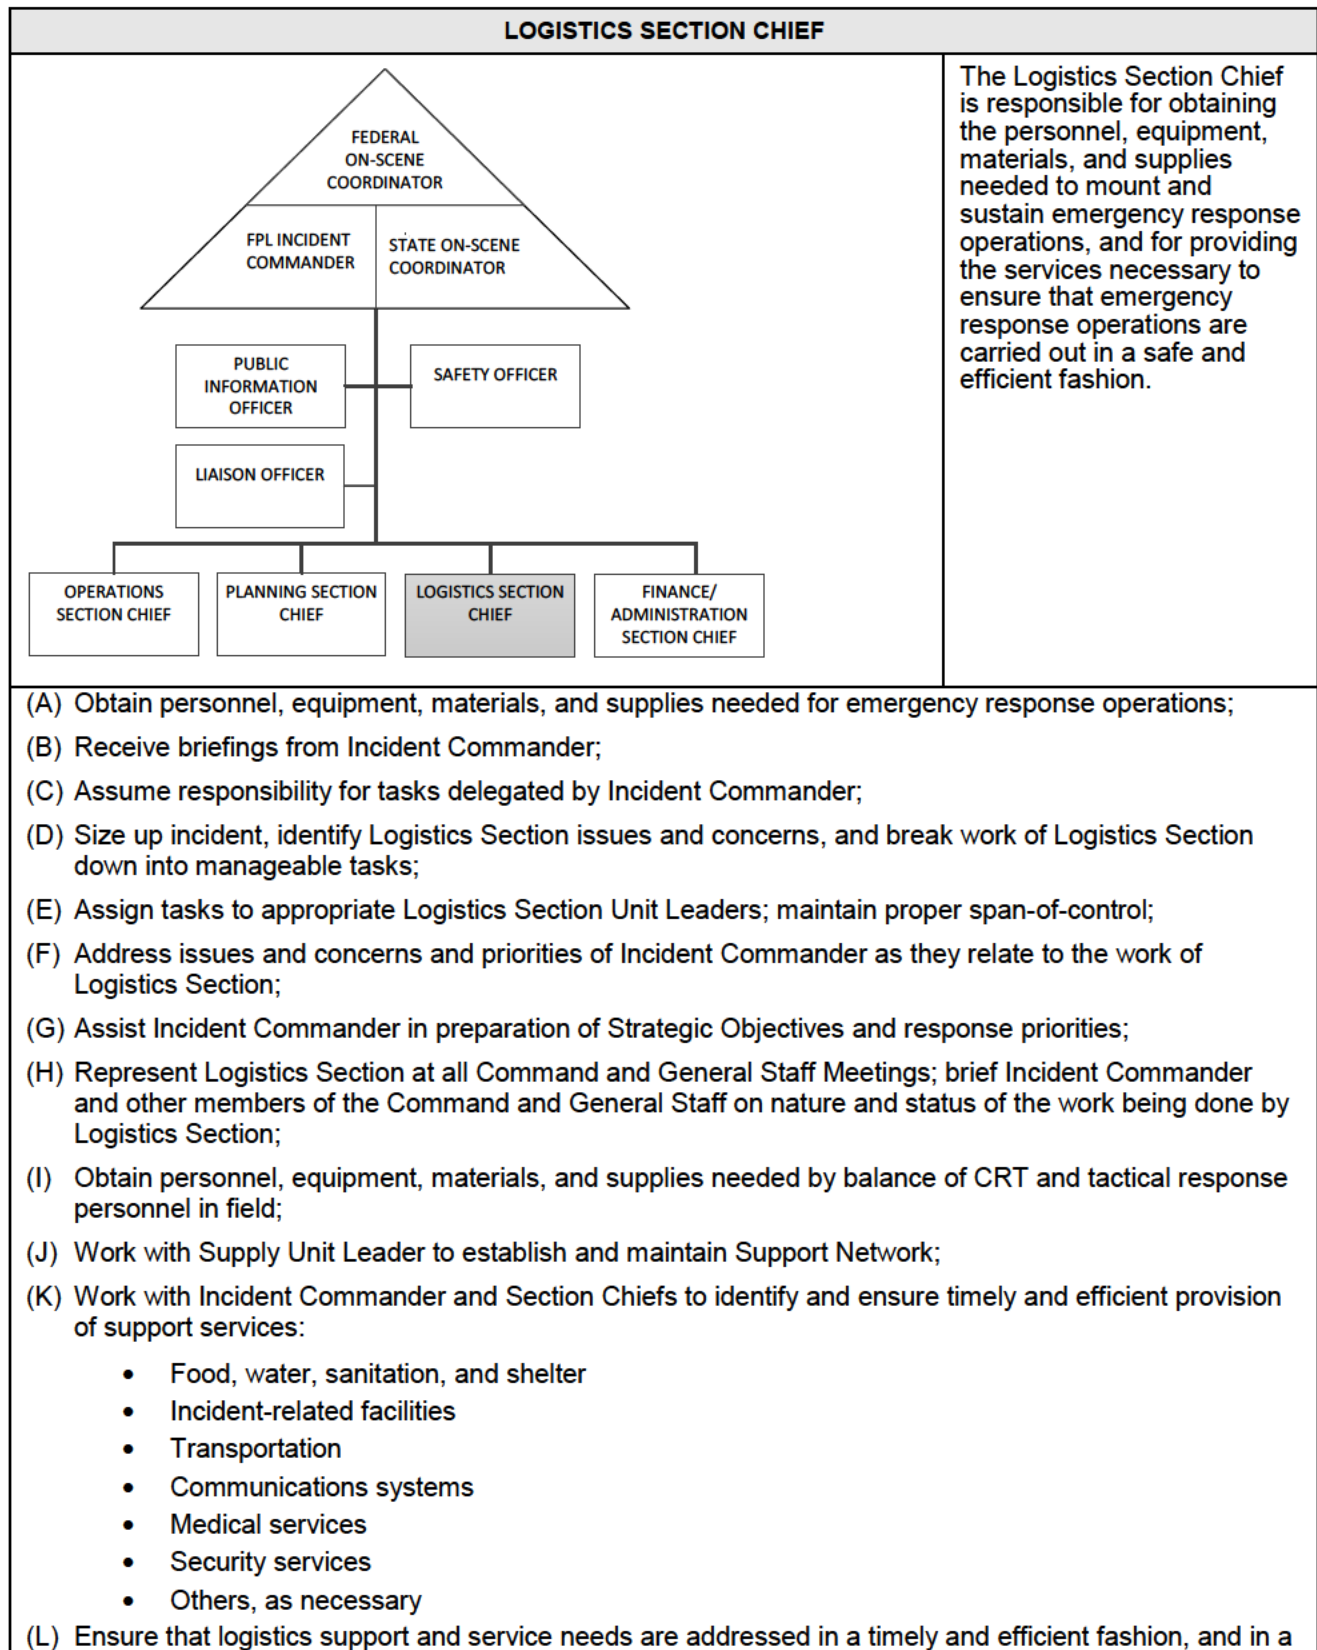 LOGISTICS SECTION CHIEF
FEDERAL
ON-SCENE
COORDINATOR
FPL INCIDENT
COMMANDER
STATE ON-SCENE
COORDINATOR
PUBLIC
INFORMATION
OFFICER
SAFETY OFFICER
LIAISON OFFICER
OPERATIONS
SECTION CHIEF
PLANNING SECTION
CHIEF
LOGISTICS SECTION
CHIEF
FINANCE/
ADMINISTRATION
SECTION CHIEF
The Logistics Section Chief
is responsible for obtaining
the personnel, equipment,
materials, and supplies
needed to mount and
sustain emergency response
operations, and for providing
the services necessary to
ensure that emergency
response operations are
carried out in a safe and
efficient fashion.
(A) Obtain personnel, equipment, materials, and supplies needed for emergency response operations;
(B) Receive briefings from Incident Commander;
(C) Assume responsibility for tasks delegated by Incident Commander;
(D) Size up incident, identify Logistics Section issues and concerns, and break work of Logistics Section
down into manageable tasks;
(E) Assign tasks to appropriate Logistics Section Unit Leaders; maintain proper span-of-control;
(F) Address issues and concerns and priorities of Incident Commander as they relate to the work of
Logistics Section;
(G) Assist Incident Commander in preparation of Strategic Objectives and response priorities;
(H) Represent Logistics Section at all Command and General Staff Meetings; brief Incident Commander
and other members of the Command and General Staff on nature and status of the work being done by
Logistics Section;
(I) Obtain personnel, equipment, materials, and supplies needed by balance of CRT and tactical response
personnel in field;
(J) Work with Supply Unit Leader to establish and maintain Support Network;
(K) Work with Incident Commander and Section Chiefs to identify and ensure timely and efficient provision
of support services:
• Food, water, sanitation, and shelter
• Incident-related facilities
• Transportation
• Communications systems
• Medical services
• Security services
• Others, as necessary
(L) Ensure that logistics support and service needs are addressed in a timely and efficient fashion, and in a